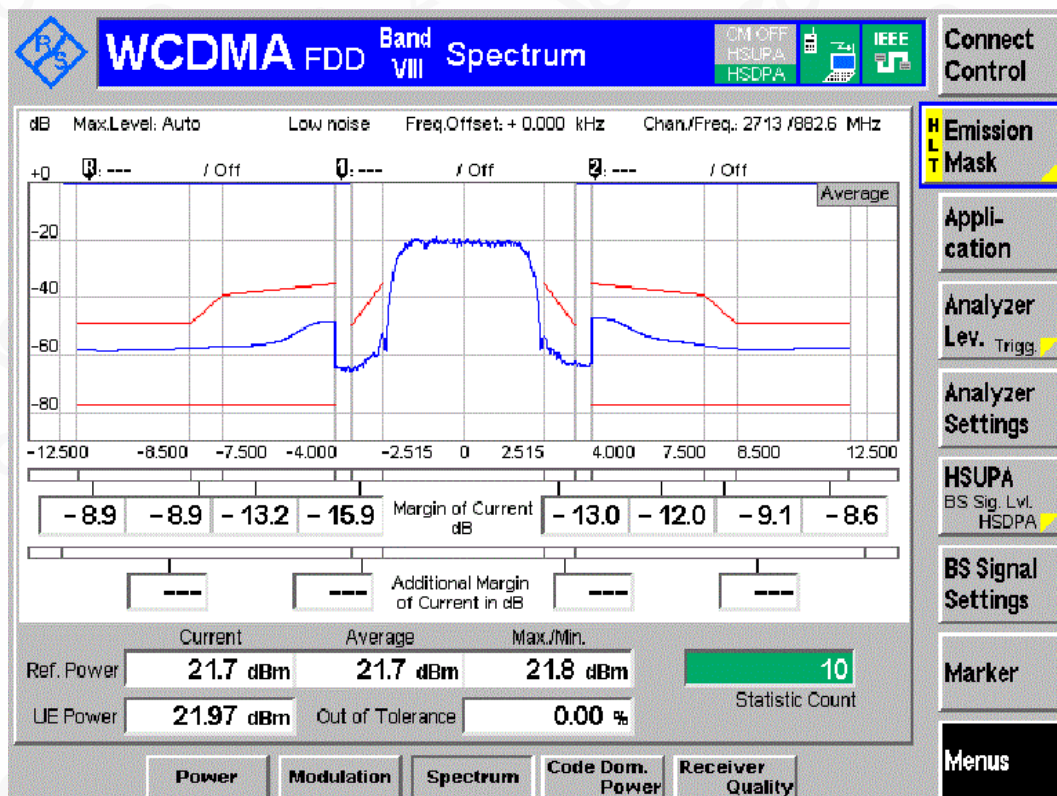 R&S
WCDMA FDD Band VIII Spectrum
CM OFF
HSUPA
HSDPA
IEEE
Connect Control
dB Max.Level: Auto Low noise Freq.Offset: + 0.000 kHz Chan./Freq.: 2713 /882.6 MHz
R: --- / Off 1: --- / Off 2: --- / Off
Average
+0
-20
-40
-60
-80
-12.500 -8.500 -7.500 -4.000 -2.515 0 2.515 4.000 7.500 8.500 12.500
-8.9 -8.9 -13.2 -15.9 Margin of Current dB -13.0 -12.0 -9.1 -8.6
--- --- Additional Margin of Current in dB --- ---
Current Average Max./Min.
Ref. Power 21.7 dBm 21.7 dBm 21.8 dBm 10
Statistic Count
UE Power 21.97 dBm Out of Tolerance 0.00 %
HLT
Emission Mask
Appli-
cation
Analyzer
Lev. Trigg.
Analyzer
Settings
HSUPA
BS Sig. Lvl.
HSDPA
BS Signal
Settings
Marker
Menus
Power Modulation Spectrum Code Dom. Power Receiver Quality